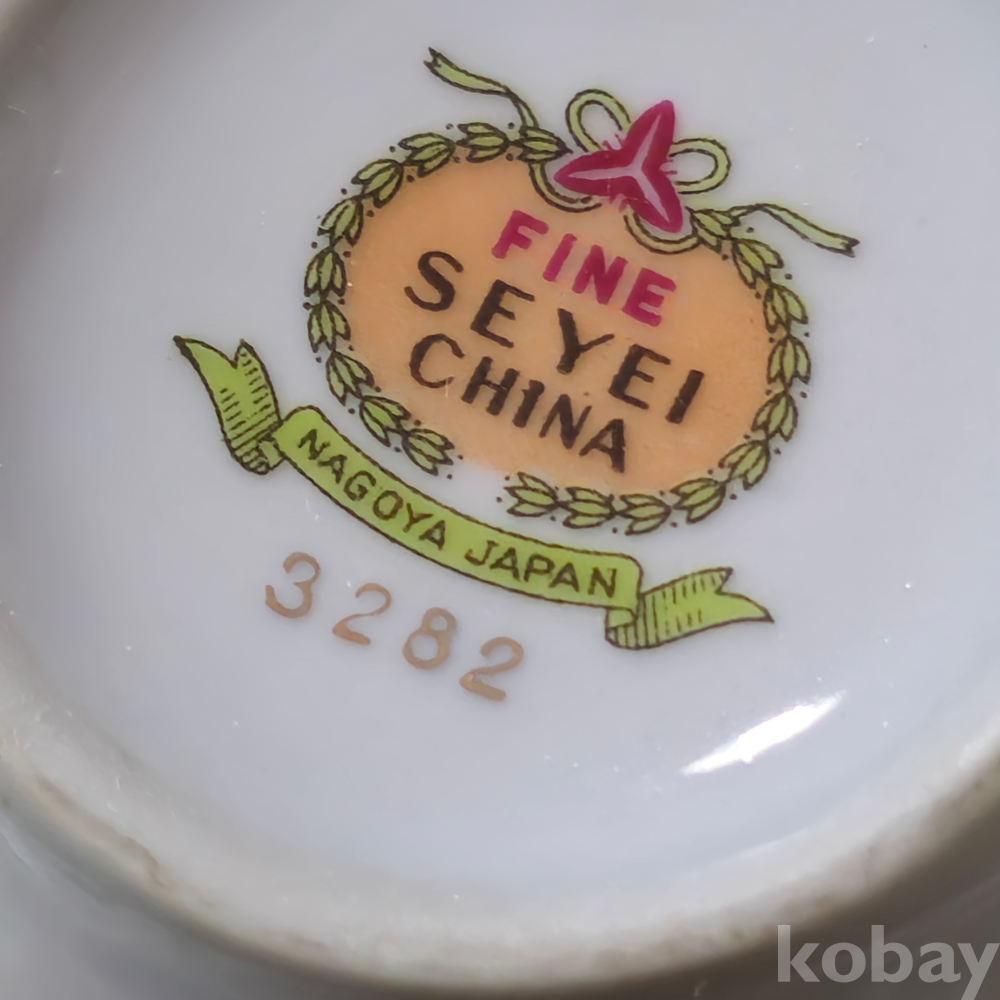 FINE
SEYEI
CHINA
NAGOYA JAPAN
3282
kobay